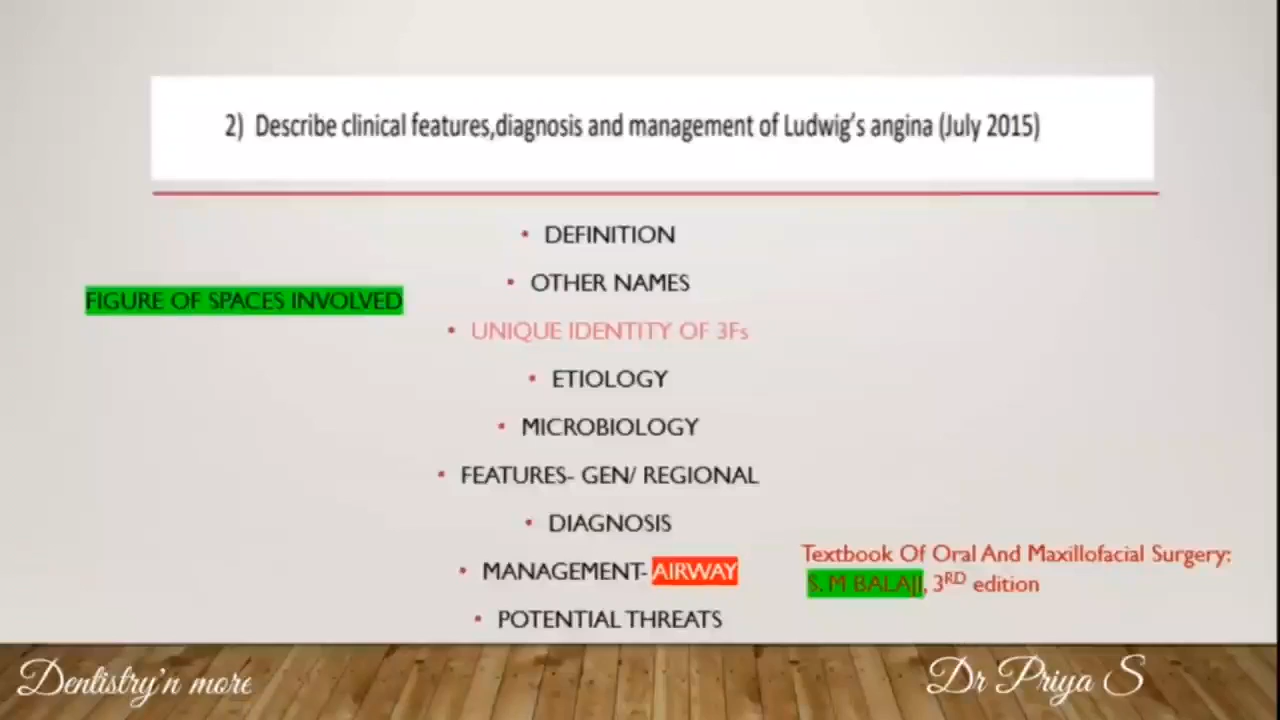 2) Describe clinical features,diagnosis and management of Ludwig's angina (July 2015)
• DEFINITION
• OTHER NAMES
FIGURE OF SPACES INVOLVED
• UNIQUE IDENTITY OF 3Fs
• ETIOLOGY
• MICROBIOLOGY
• FEATURES- GEN/ REGIONAL
• DIAGNOSIS
• MANAGEMENT- AIRWAY
• POTENTIAL THREATS
Textbook Of Oral And Maxillofacial Surgery:
S. M BALAJI, 3RD edition
Dentistry'n more
Dr Priya S